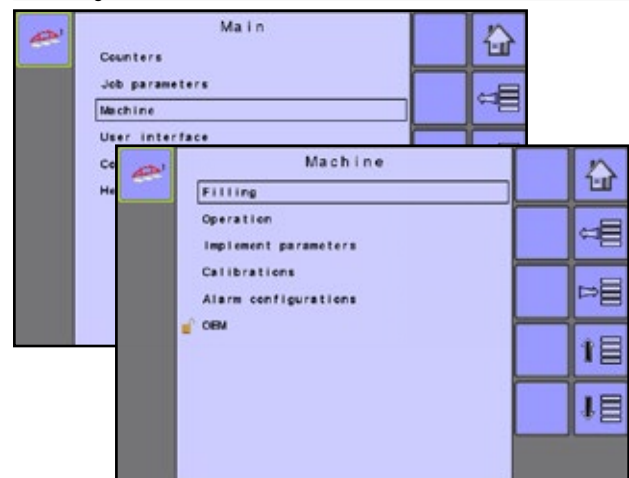 Main
Counters
Job parameters
Machine
User interface
Co
He
Machine
Filling
Operation
Implement parameters
Calibrations
Alarm configurations
OEM